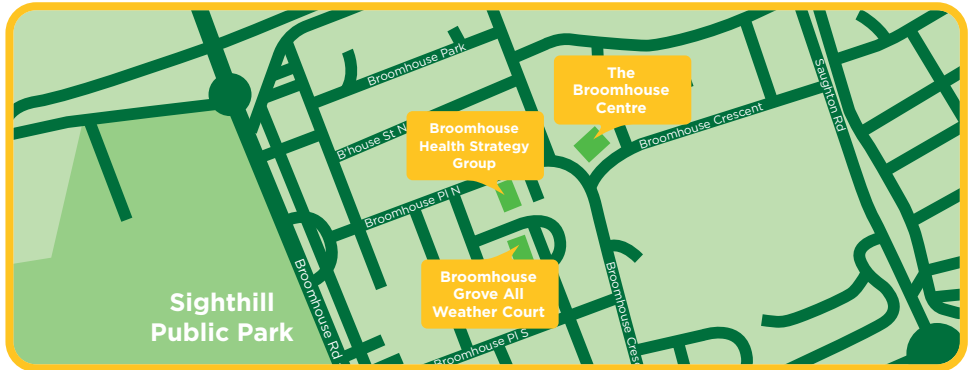 Broomhouse Park
The
Broomhouse
Centre
Saughton Rd
Broomhouse Crescent
B'house St N
Broomhouse
Health Strategy
Group
Broomhouse Pl N
Broomhouse Rd
Sighthill
Public Park
Broomhouse
Grove All
Weather Court
Broomhouse Cresc
Broomhouse Pl S